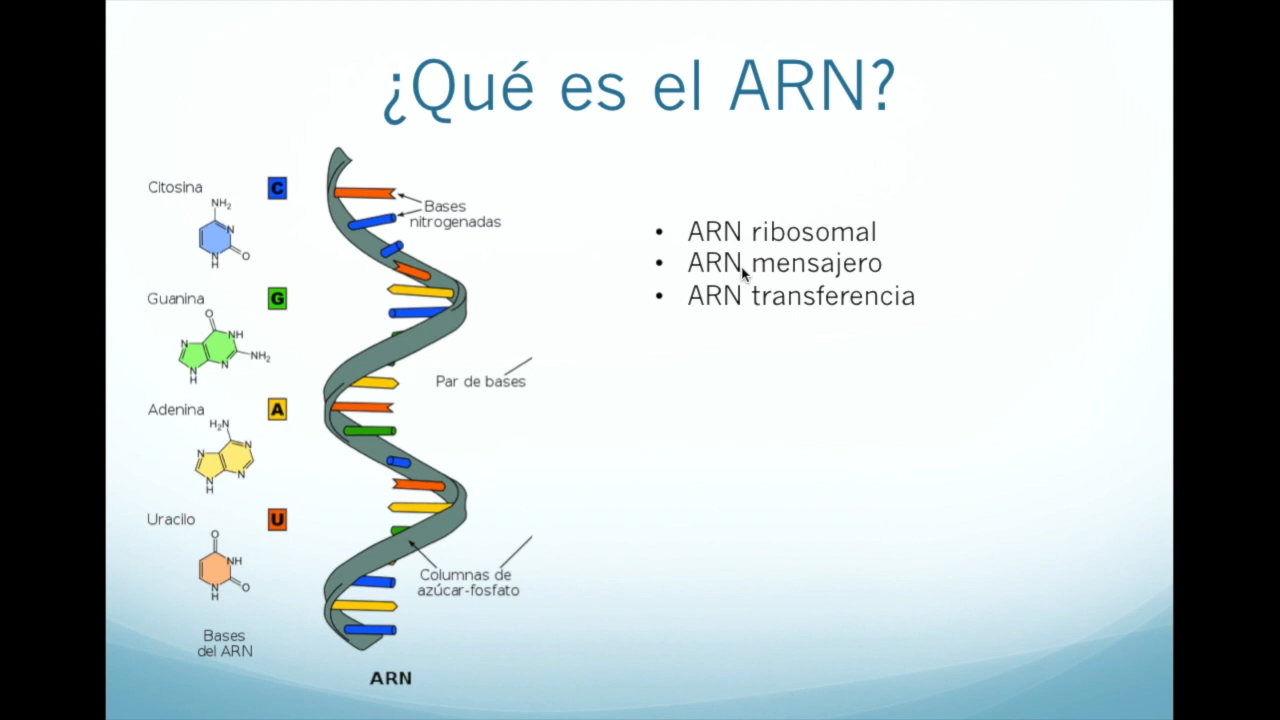 ¿Qué es el ARN?
Citosina
C
NH₂
N
N
H
O
Bases
nitrogenadas
• ARN ribosomal
• ARN mensajero
• ARN transferencia
Guanina
G
O
N
NH
N
H
N
NH₂
Par de bases
Adenina
A
H₂N
N
N
N
H
N
Uracilo
U
O
NH
N
H
O
Columnas de
azúcar-fosfato
Bases
del ARN
ARN